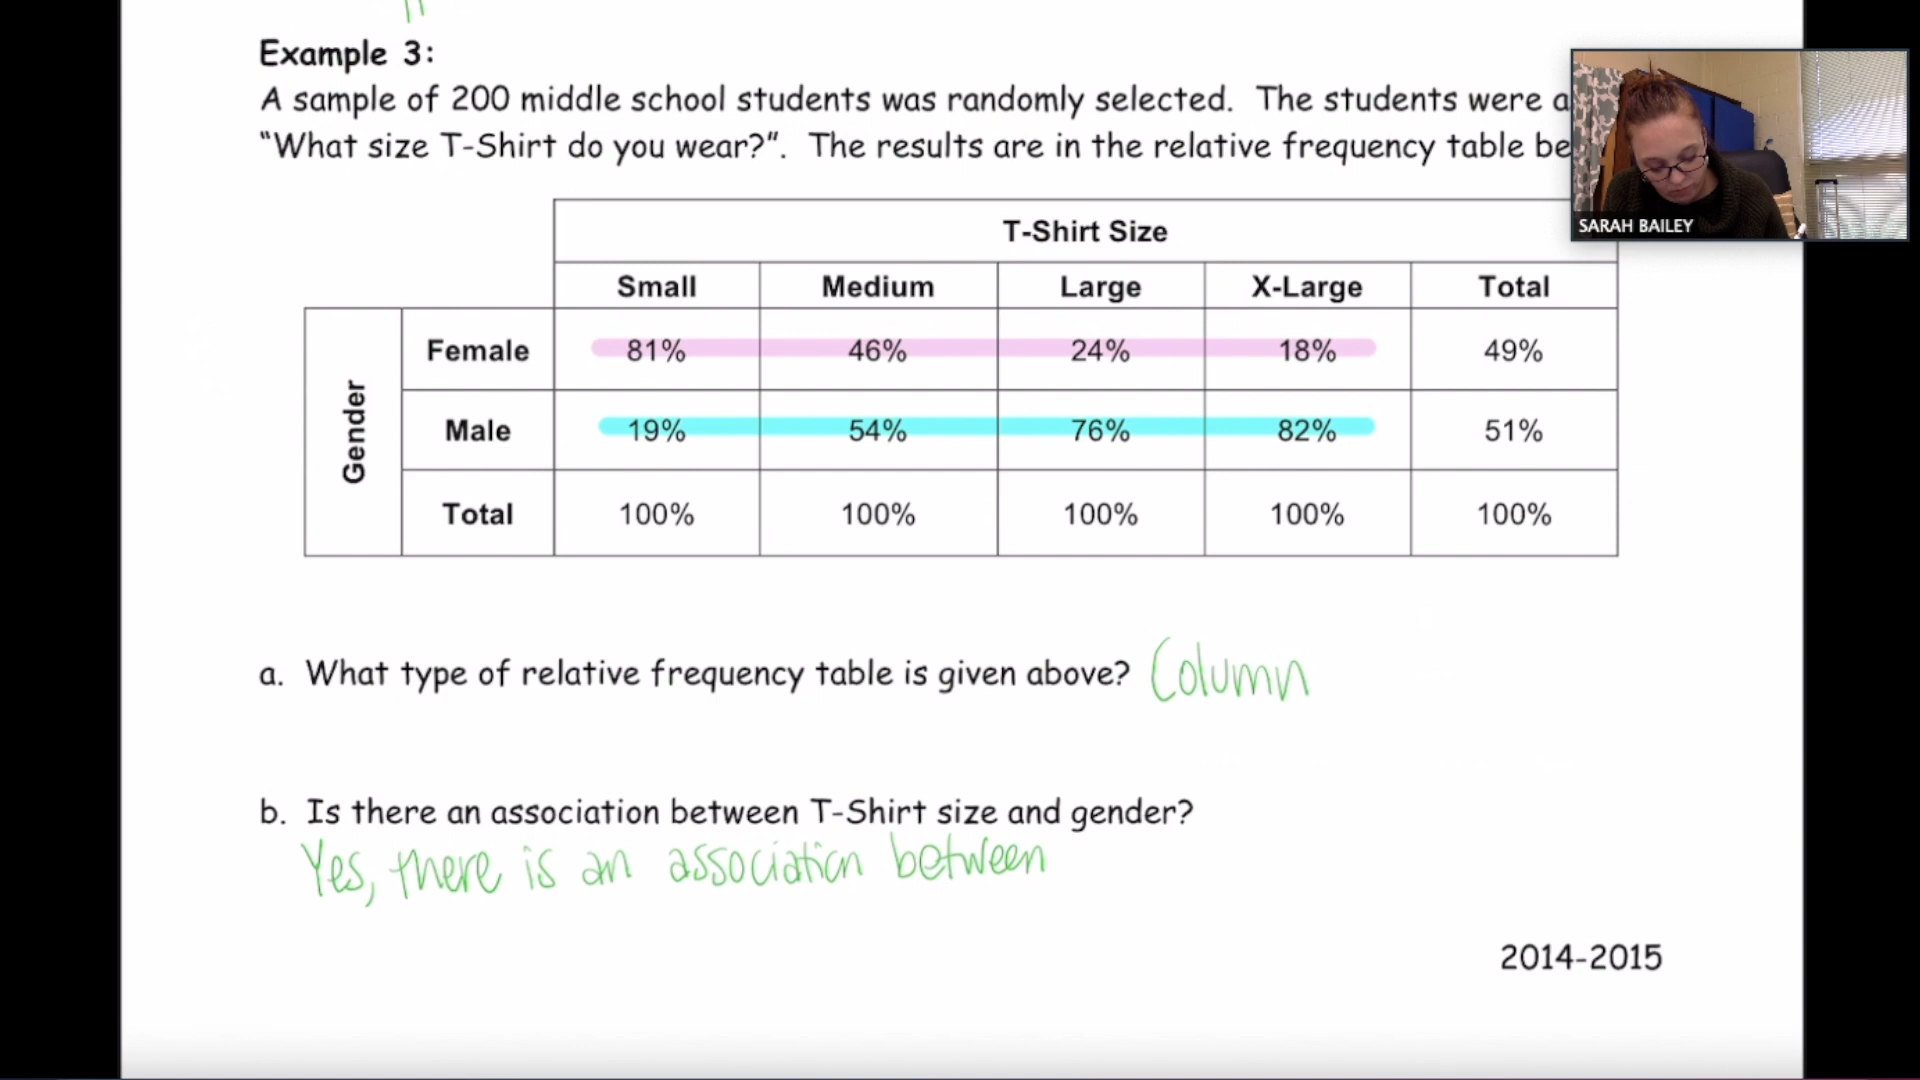 Example 3:
A sample of 200 middle school students was randomly selected. The students were
"What size T-Shirt do you wear?". The results are in the relative frequency table
SARAH BAILEY
T-Shirt Size
Small Medium Large X-Large Total
Gender
Female 81% 46% 24% 18% 49%
Male 19% 54% 76% 82% 51%
Total 100% 100% 100% 100% 100%
a. What type of relative frequency table is given above? Column
b. Is there an association between T-Shirt size and gender?
Yes, there is an association between
2014-2015